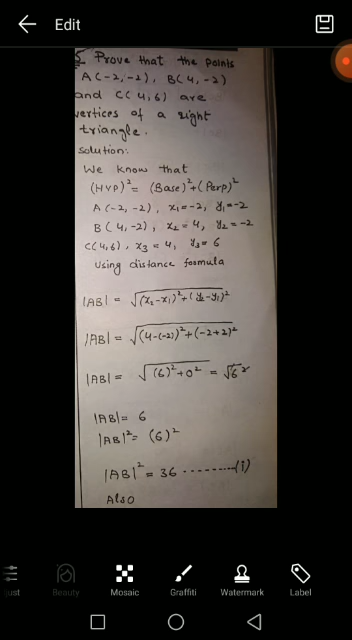 Edit
5 Prove that the points
A(-2,-2), B(4,-2)
and C(4,6) are
vertices of a right
triangle.
Solution:
We know that
(HYP)²= (Base)²+(Perp)²
A(-2,-2), x₁=-2, y₁=-2
B(4,-2), x₂=4, y₂=-2
C(4,6), x₃=4, y₃=6
Using distance formula
|AB| = √(x₂-x₁)²+(y₂-y₁)²
|AB| = √(4-(-2))²+(-2+2)²
|AB| = √(6)²+0² = √6²
|AB|= 6
|AB|²= (6)²
|AB|²=36 ---------(i)
Also
ust Beauty Mosaic Graffiti Watermark Label